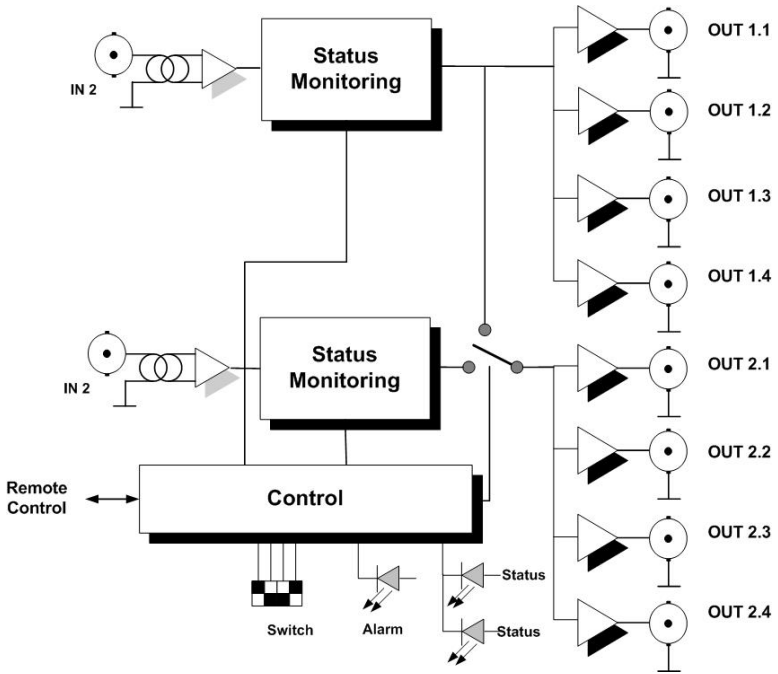 IN 2
Status
Monitoring
OUT 1.1
OUT 1.2
OUT 1.3
OUT 1.4
IN 2
Status
Monitoring
OUT 2.1
OUT 2.2
OUT 2.3
OUT 2.4
Remote
Control
Control
Switch
Alarm
Status
Status